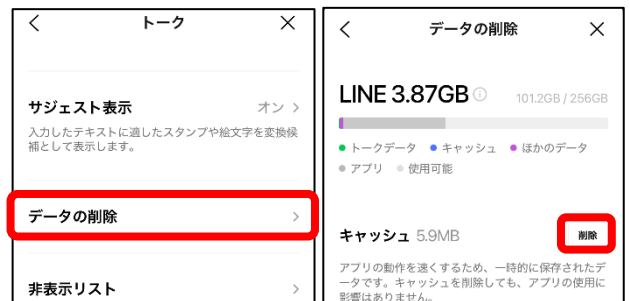 トーク
サジェスト表示
オン
入力したテキストに適したスタンプや絵文字を変換候
補として表示します。
データの削除
非表示リスト
データの削除
LINE 3.87GB
101.2GB / 256GB
トークデータ
キャッシュ
ほかのデータ
アプリ
使用可能
キャッシュ 5.9MB
削除
アプリの動作を速くするため、一時的に保存されたデ
ータです。キャッシュを削除しても、アプリの使用に
影響はありません。